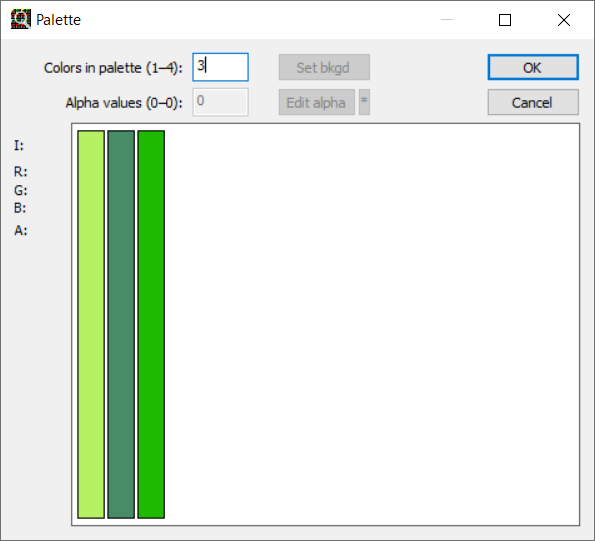 Palette
Colors in palette (1–4): 3 Set bkgd OK
Alpha values (0–0): 0 Edit alpha * Cancel
I:
R:
G:
B:
A: